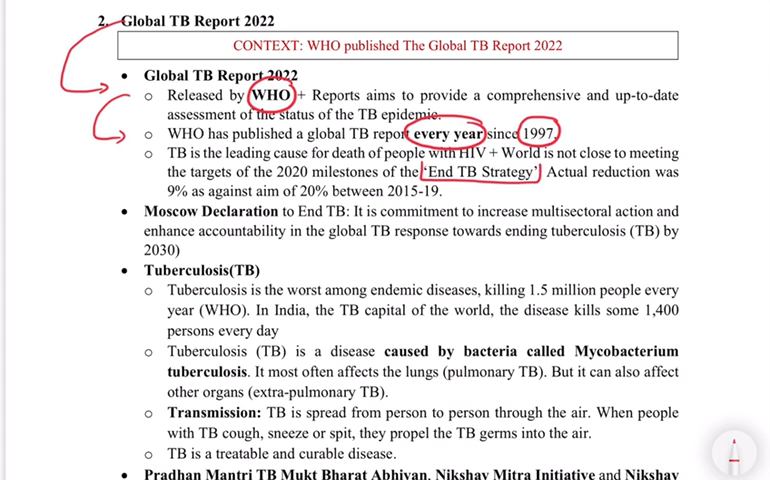 2. Global TB Report 2022
CONTEXT: WHO published The Global TB Report 2022
• Global TB Report 2022
o Released by WHO + Reports aims to provide a comprehensive and up-to-date
assessment of the status of the TB epidemic.
o WHO has published a global TB report every year since 1997.
o TB is the leading cause for death of people with HIV + World is not close to meeting
the targets of the 2020 milestones of the ‘End TB Strategy’ Actual reduction was
9% as against aim of 20% between 2015-19.
• Moscow Declaration to End TB: It is commitment to increase multisectoral action and
enhance accountability in the global TB response towards ending tuberculosis (TB) by
2030)
• Tuberculosis(TB)
o Tuberculosis is the worst among endemic diseases, killing 1.5 million people every
year (WHO). In India, the TB capital of the world, the disease kills some 1,400
persons every day
o Tuberculosis (TB) is a disease caused by bacteria called Mycobacterium
tuberculosis. It most often affects the lungs (pulmonary TB). But it can also affect
other organs (extra-pulmonary TB).
o Transmission: TB is spread from person to person through the air. When people
with TB cough, sneeze or spit, they propel the TB germs into the air.
o TB is a treatable and curable disease.
• Pradhan Mantri TB Mukt Bharat Abhiyan, Nikshay Mitra Initiative and Nikshay